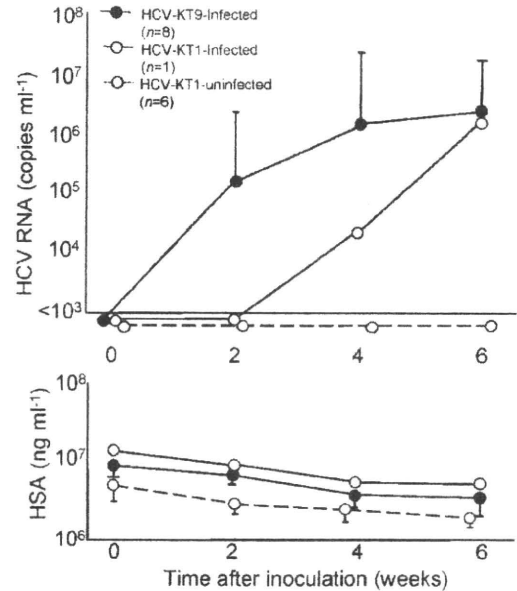 10⁸
HCV-KT9-Infected
(n=8)
HCV-KT1-Infected
(n=1)
HCV-KT1-uninfected
(n=6)
10⁷
10⁶
10⁵
10⁴
<10³
HCV RNA (copies ml⁻¹)
0 2 4 6
10⁸
10⁷
10⁶
HSA (ng ml⁻¹)
0 2 4 6
Time after inoculation (weeks)